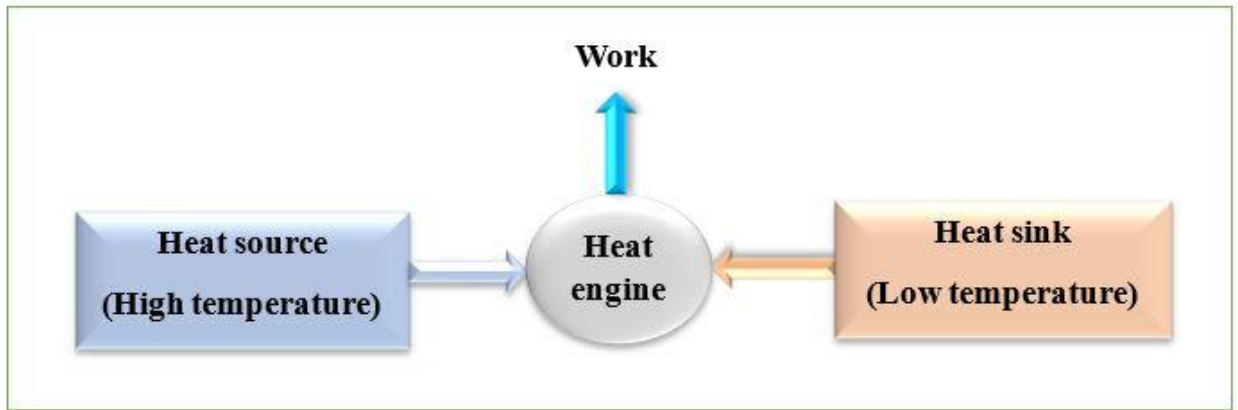 Work
Heat source
(High temperature)
Heat
engine
Heat sink
(Low temperature)